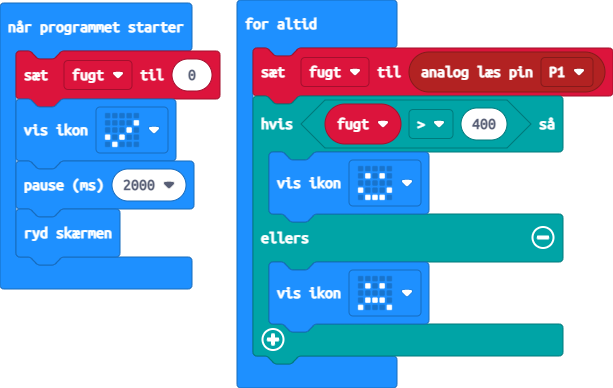 når programmet starter
sæt fugt til 0
vis ikon
pause (ms) 2000
ryd skærmen
for altid
sæt fugt til analog læs pin P1
hvis fugt > 400 så
vis ikon
ellers
vis ikon